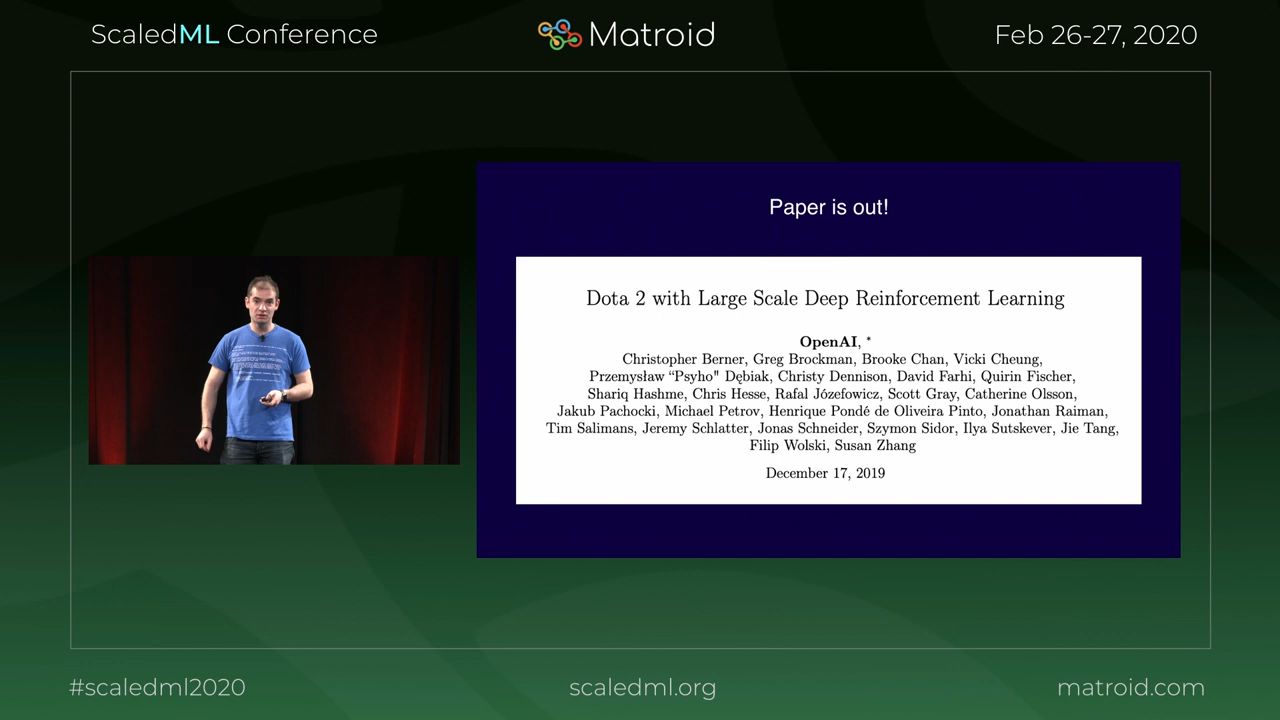 ScaledML Conference
Matroid
Feb 26-27, 2020
Paper is out!
Dota 2 with Large Scale Deep Reinforcement Learning
OpenAI, *
Christopher Berner, Greg Brockman, Brooke Chan, Vicki Cheung,
Przemysław “Psyho" Dębiak, Christy Dennison, David Farhi, Quirin Fischer,
Shariq Hashme, Chris Hesse, Rafal Józefowicz, Scott Gray, Catherine Olsson,
Jakub Pachocki, Michael Petrov, Henrique Pondé de Oliveira Pinto, Jonathan Raiman,
Tim Salimans, Jeremy Schlatter, Jonas Schneider, Szymon Sidor, Ilya Sutskever, Jie Tang,
Filip Wolski, Susan Zhang
December 17, 2019
#scaledml2020
scaledml.org
matroid.com